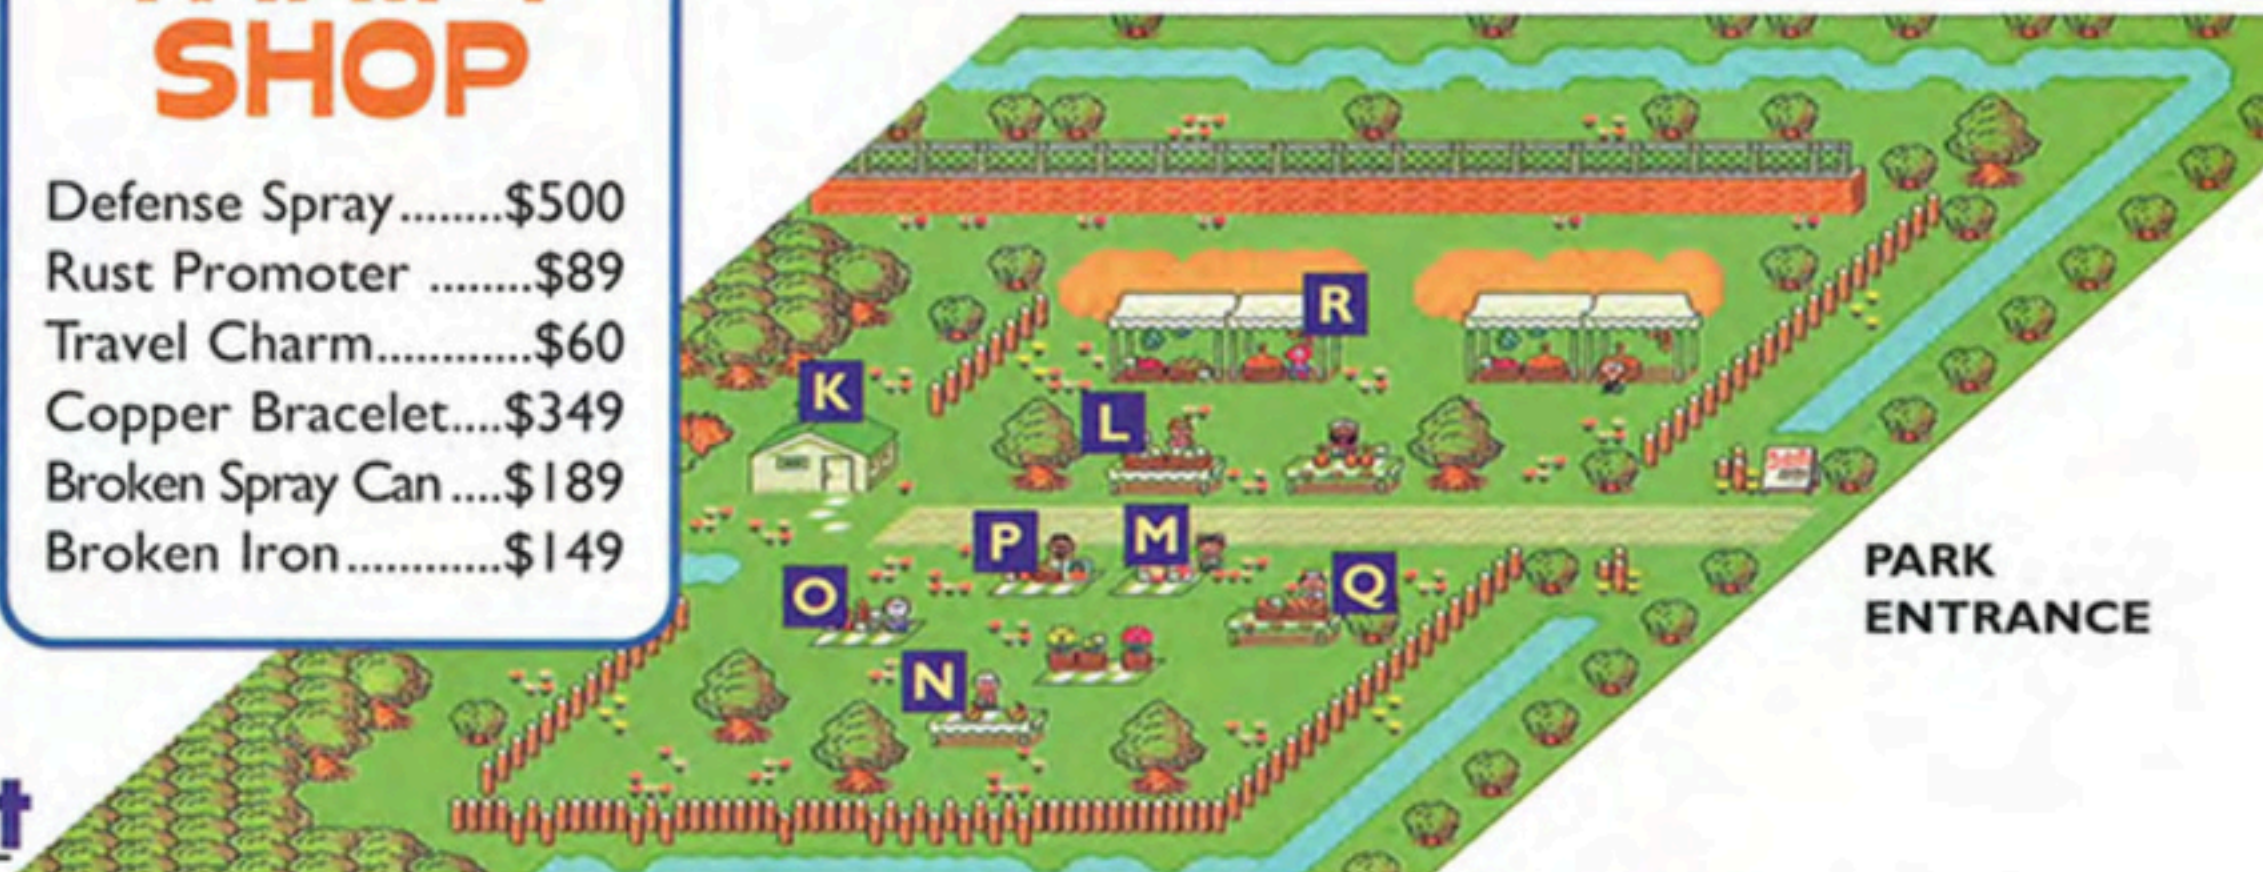 SHOP
Defense Spray........$500
Rust Promoter ........$89
Travel Charm.............$60
Copper Bracelet....$349
Broken Spray Can....$189
Broken Iron............$149
K
R
L
P
M
O
Q
N
PARK
ENTRANCE
t